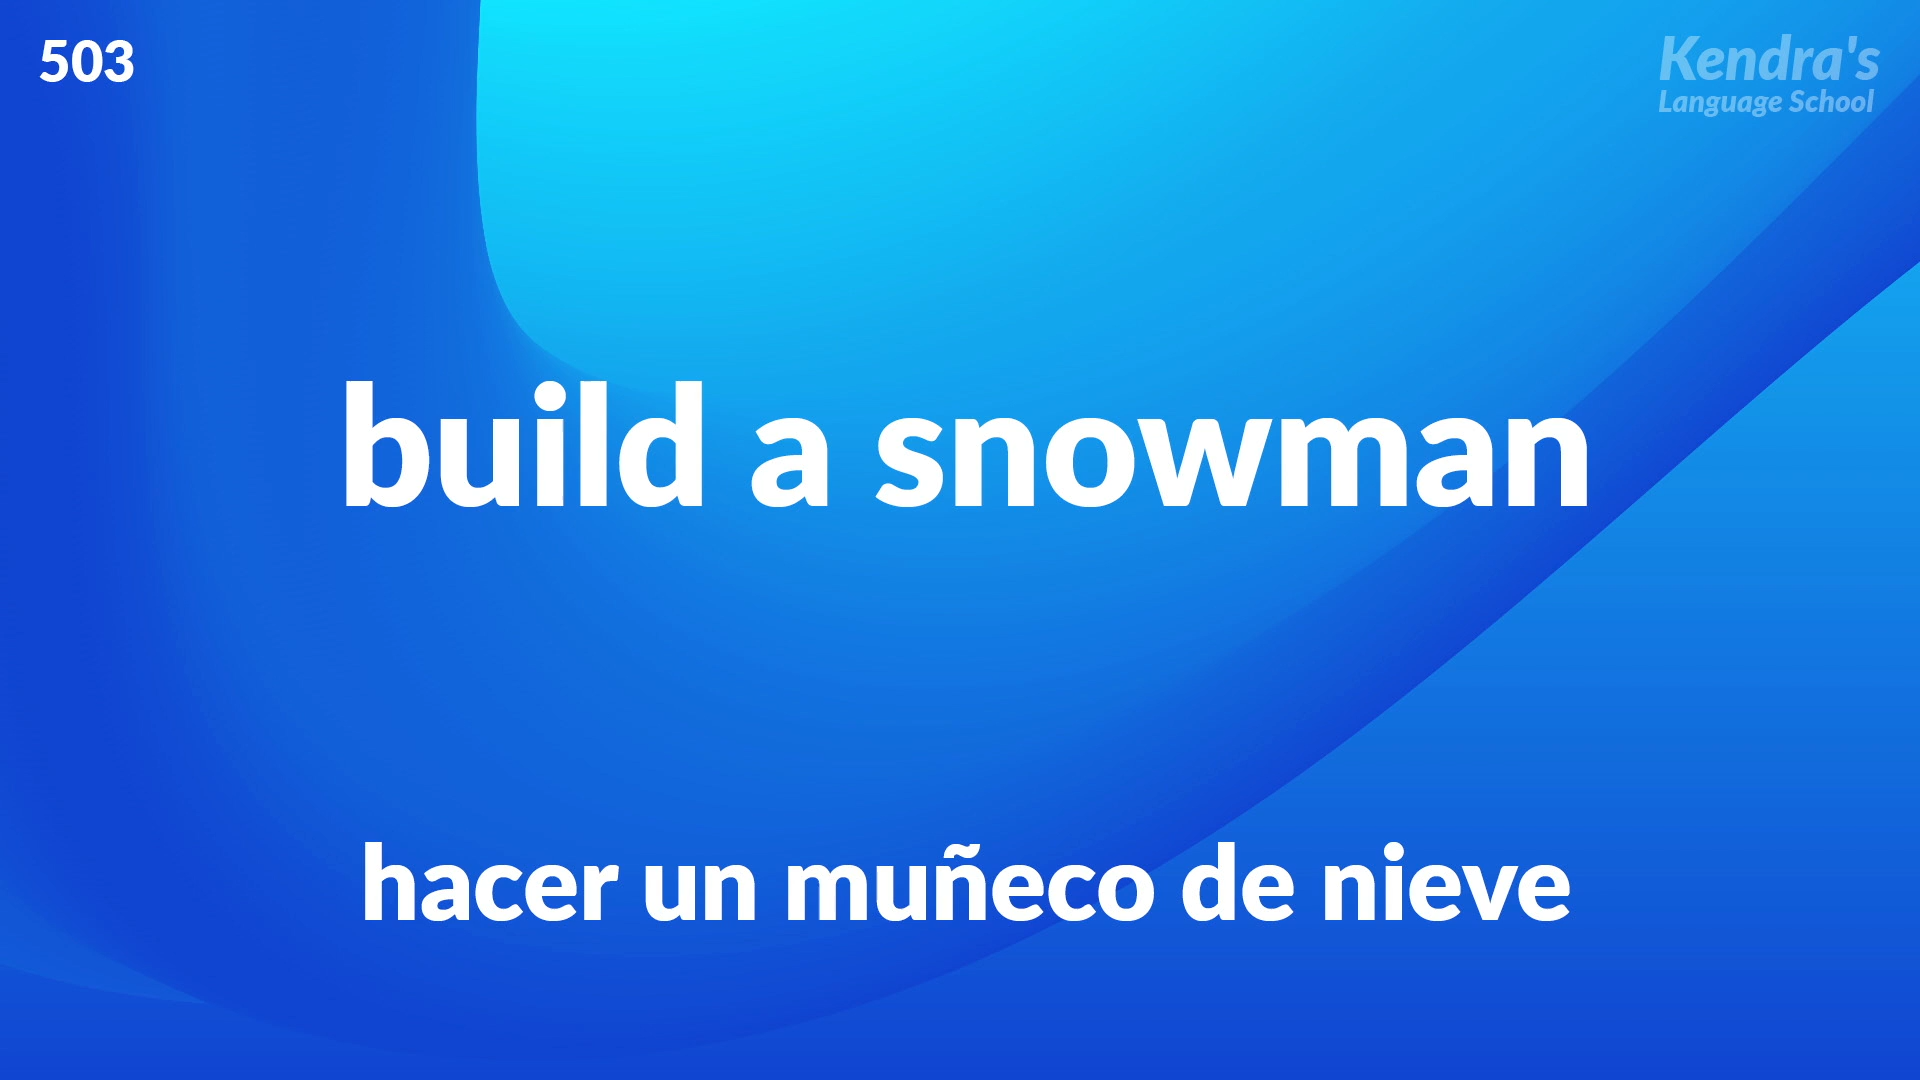 503
Kendra's
Language School
build a snowman
hacer un muñeco de nieve